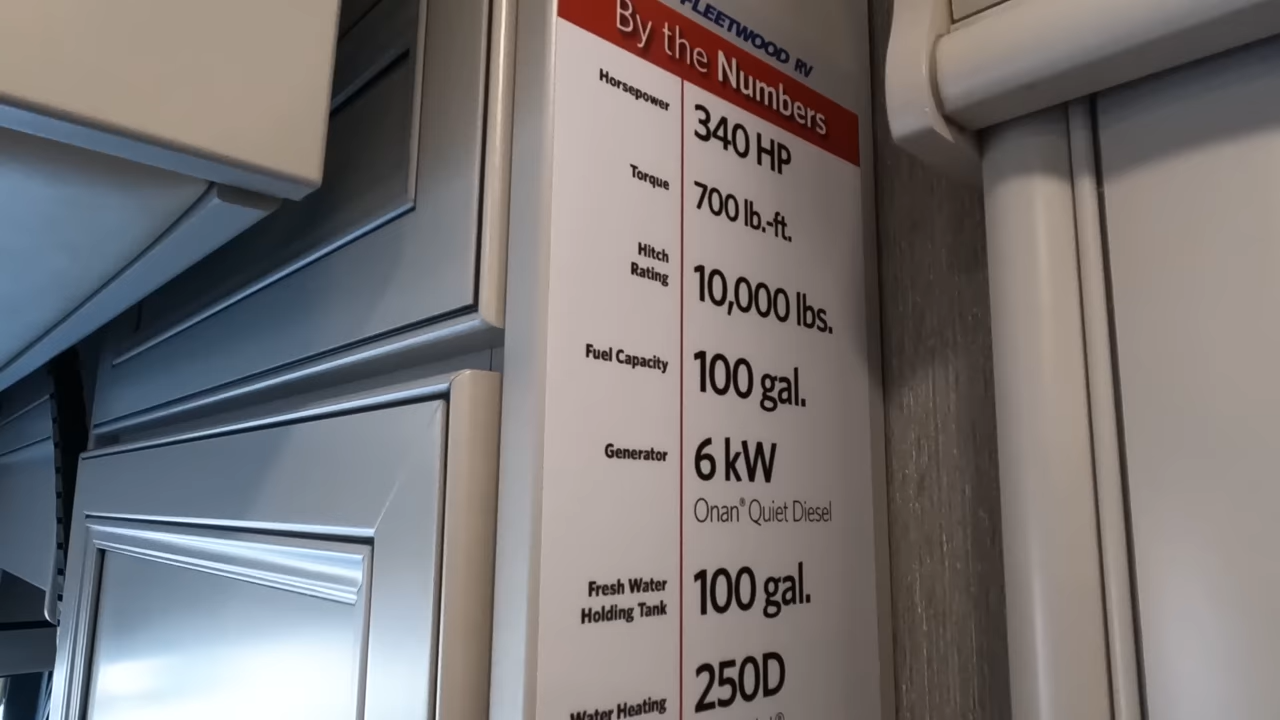 FLEETWOOD RV
By the Numbers
Horsepower
340 HP
Torque
700 lb.-ft.
Hitch
Rating
10,000 lbs.
Fuel Capacity
100 gal.
Generator
6 kW
Onan® Quiet Diesel
Fresh Water
Holding Tank
100 gal.
Water Heating
250D